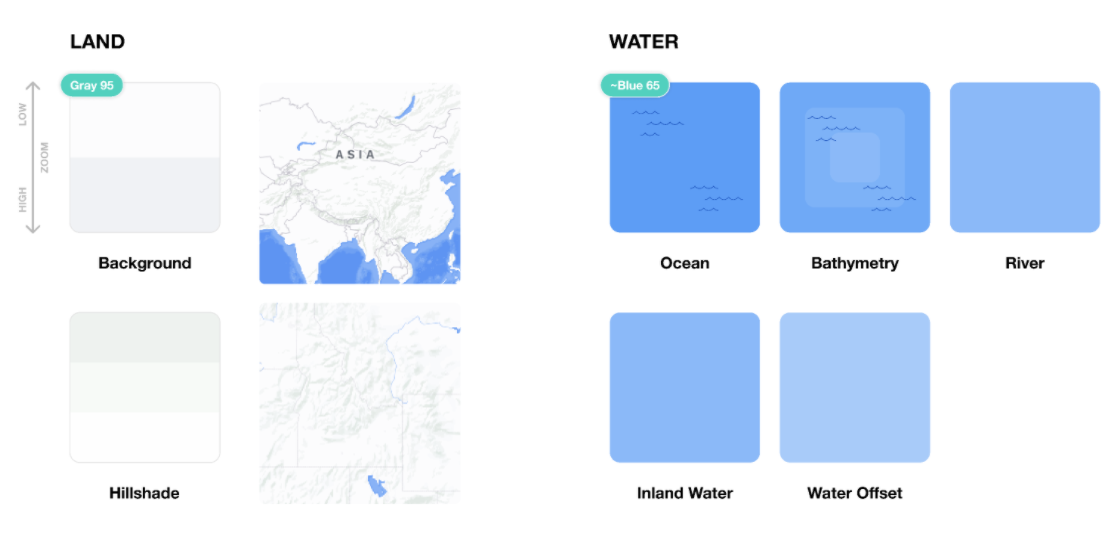 LAND
WATER
Gray 95
~Blue 65
LOW
ZOOM
HIGH
ASIA
Background
Ocean
Bathymetry
River
Hillshade
Inland Water
Water Offset